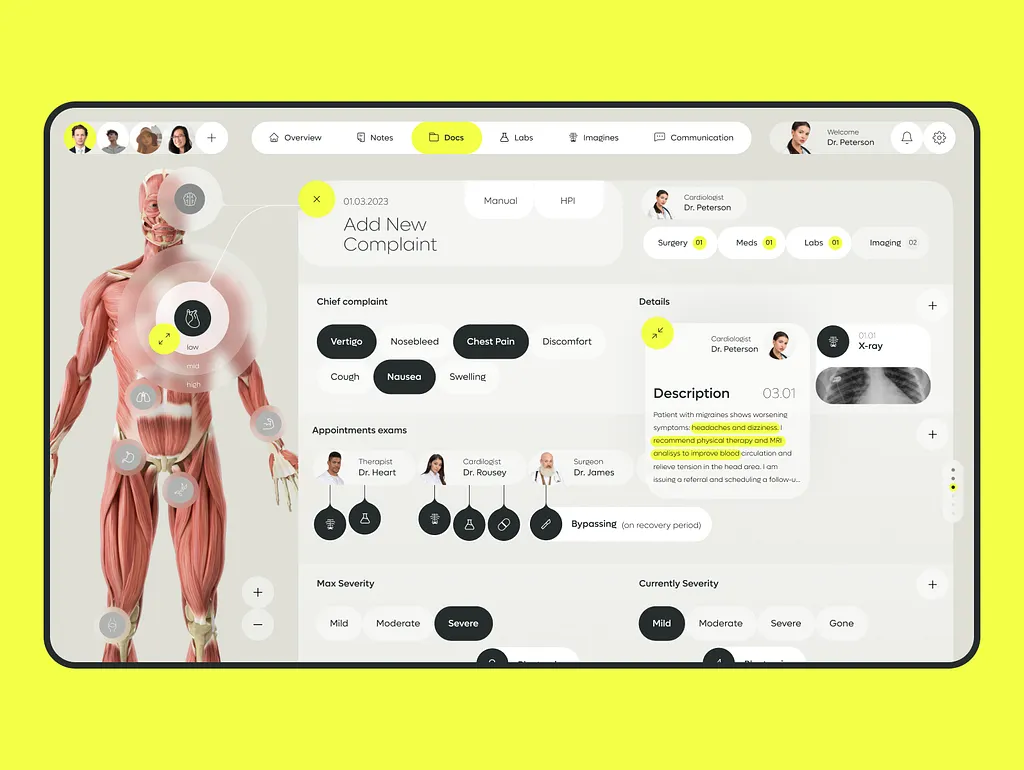 Overview
Notes
Docs
Labs
Imagines
Communication
Welcome
Dr. Peterson
01.03.2023
Add New
Complaint
Manual
HPI
Cardiologist
Dr. Peterson
Surgery 01
Meds 01
Labs 01
Imaging 02
low
mid
high
Chief complaint
Vertigo
Nosebleed
Chest Pain
Discomfort
Cough
Nausea
Swelling
Details
Cardiologist
Dr. Peterson
Description 03.01
Patient with migraines shows worsening
symptoms: headaches and dizziness. I
recommend physical therapy and MRI
analisys to improve blood circulation and
relieve tension in the head area. I am
issuing a referral and scheduling a follow-u...
01.01
X-ray
Appointments exams
Therapist
Dr. Heart
Cardilogist
Dr. Rousey
Surgeon
Dr. James
Bypassing (on recovery period)
Max Severity
Mild
Moderate
Severe
Currently Severity
Mild
Moderate
Severe
Gone